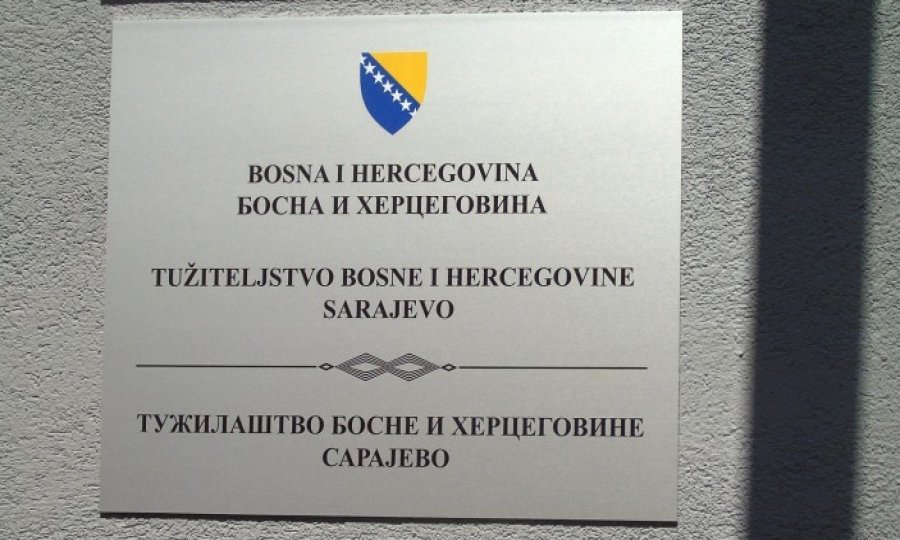 BOSNA I HERCEGOVINA
БОСНА И ХЕРЦЕГОВИНА
TUŽITELJSTVO BOSNE I HERCEGOVINE
SARAJEVO
ТУЖИЛАШТВО БОСНЕ И ХЕРЦЕГОВИНЕ
САРАЈЕВО